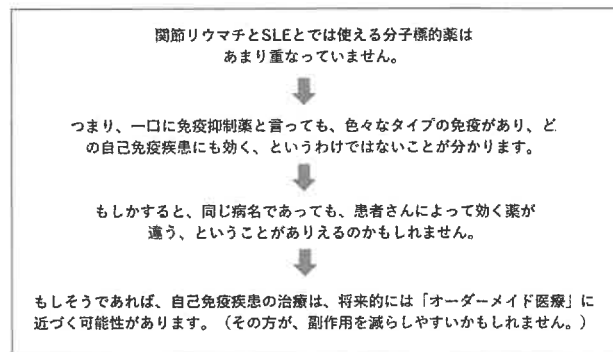 関節リウマチとSLEとでは使える分子標的薬は
あまり重なっていません。
つまり、一口に免疫抑制薬と言っても、色々なタイプの免疫があり、ど
の自己免疫疾患にも効く、というわけではないことが分かります。
もしかすると、同じ病名であっても、患者さんによって効く薬が
違う、ということがありえるのかもしれません。
もしそうであれば、自己免疫疾患の治療は、将来的には「オーダーメイド医療」に
近づく可能性があります。（その方が、副作用を減らしやすいかもしれません。）